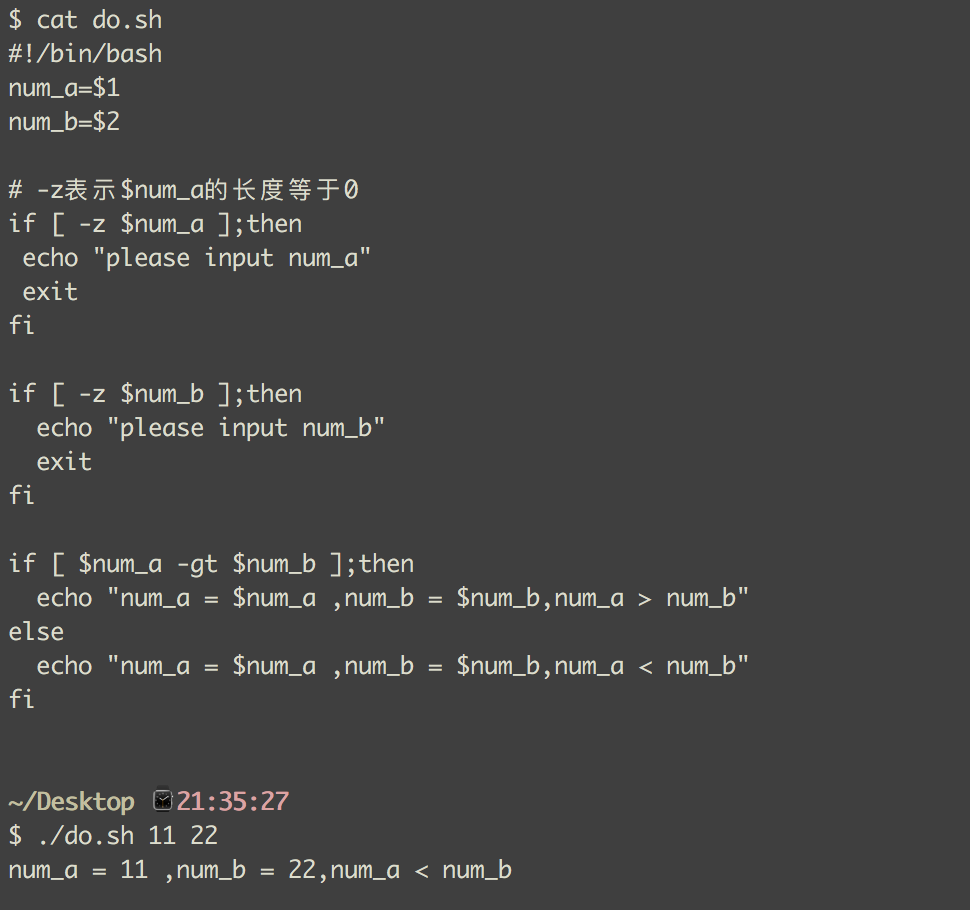 $ cat do.sh
#!/bin/bash
num_a=$1
num_b=$2

# -z表示$num_a的长度等于0
if [ -z $num_a ];then
 echo "please input num_a"
 exit
fi

if [ -z $num_b ];then
  echo "please input num_b"
  exit
fi

if [ $num_a -gt $num_b ];then
  echo "num_a = $num_a ,num_b = $num_b,num_a > num_b"
else
  echo "num_a = $num_a ,num_b = $num_b,num_a < num_b"
fi

~/Desktop 21:35:27
$ ./do.sh 11 22
num_a = 11 ,num_b = 22,num_a < num_b